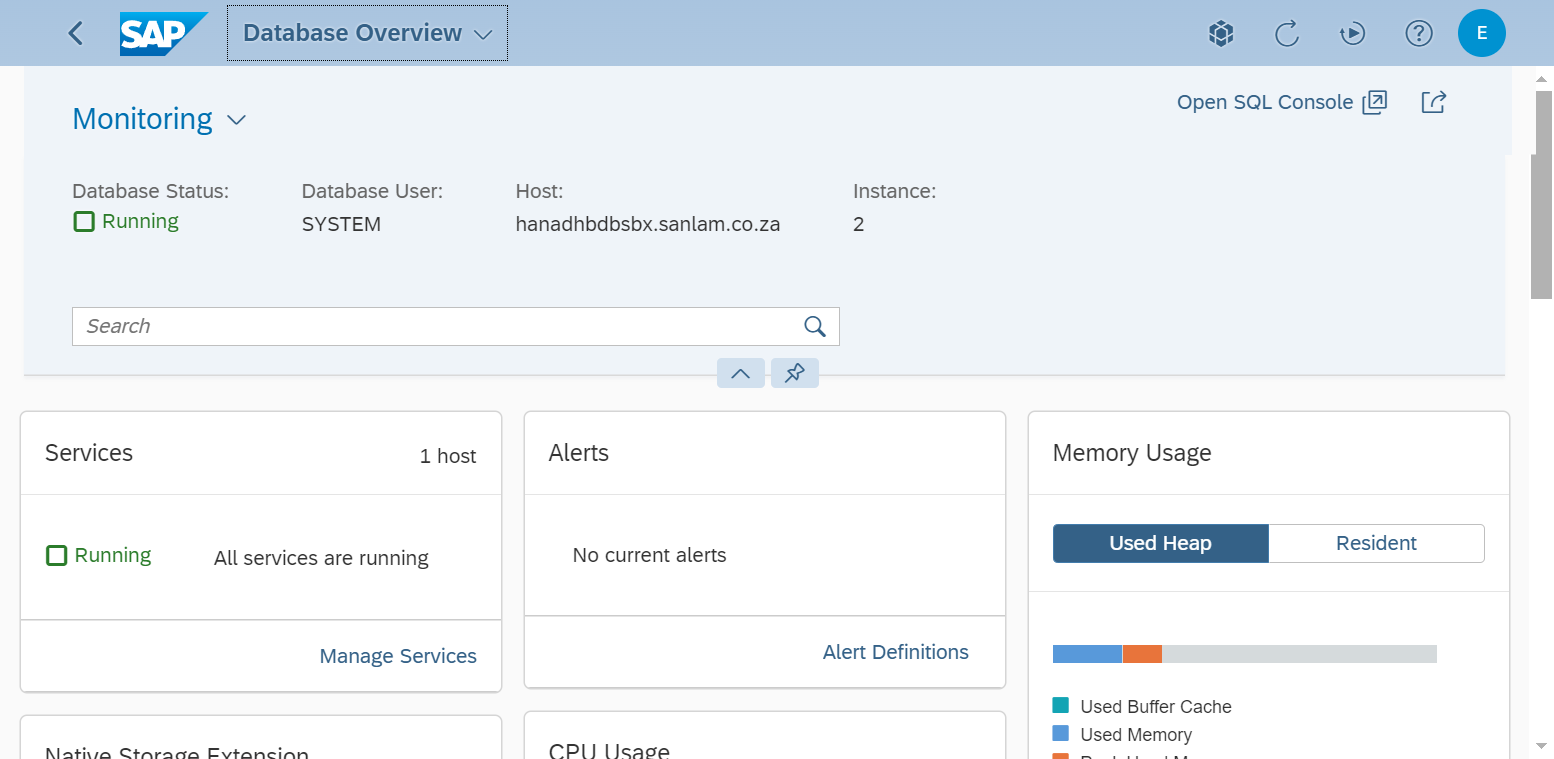 SAP Database Overview
E
Monitoring
Open SQL Console
Database Status: Database User: Host: Instance:
Running SYSTEM hanadhbdbsbx.sanlam.co.za 2
Search
Services 1 host
Running All services are running
Manage Services
Alerts
No current alerts
Alert Definitions
Memory Usage
Used Heap Resident
Used Buffer Cache
Used Memory
Native Storage Extension
CPU Usage